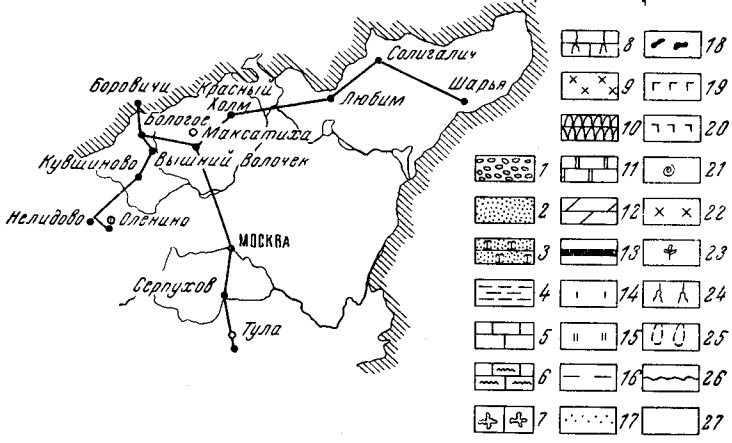 Солигалич
Боровичи
Красный
Холм
Шарья
Любим
Бологое
Максатиха
Кувшиново
Вышний Волочек
Нелидово
Оленино
МОСКВА
Серпухов
Тула
8 18
9 19
10 20
1 11 21
2 12 22
3 13 23
4 14 24
5 15 25
6 16 26
7 17 27